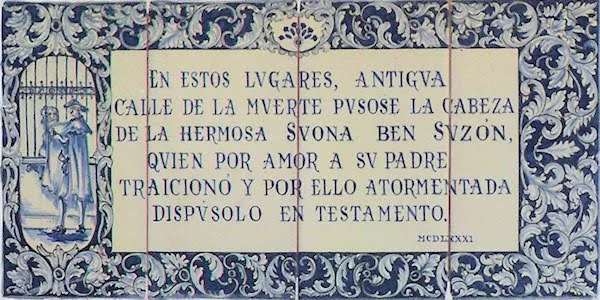 EN ESTOS LVGARES, ANTIGVA
CALLE DE LA MVERTE PVSOSE LA CABEZA
DE LA HERMOSA SVONA BEN SVZÓN,
QVIEN POR AMOR A SV PADRE
TRAICIONÓ Y POR ELLO ATORMENTADA
DISPÚSOLO EN TESTAMENTO.
MCDLXXXI